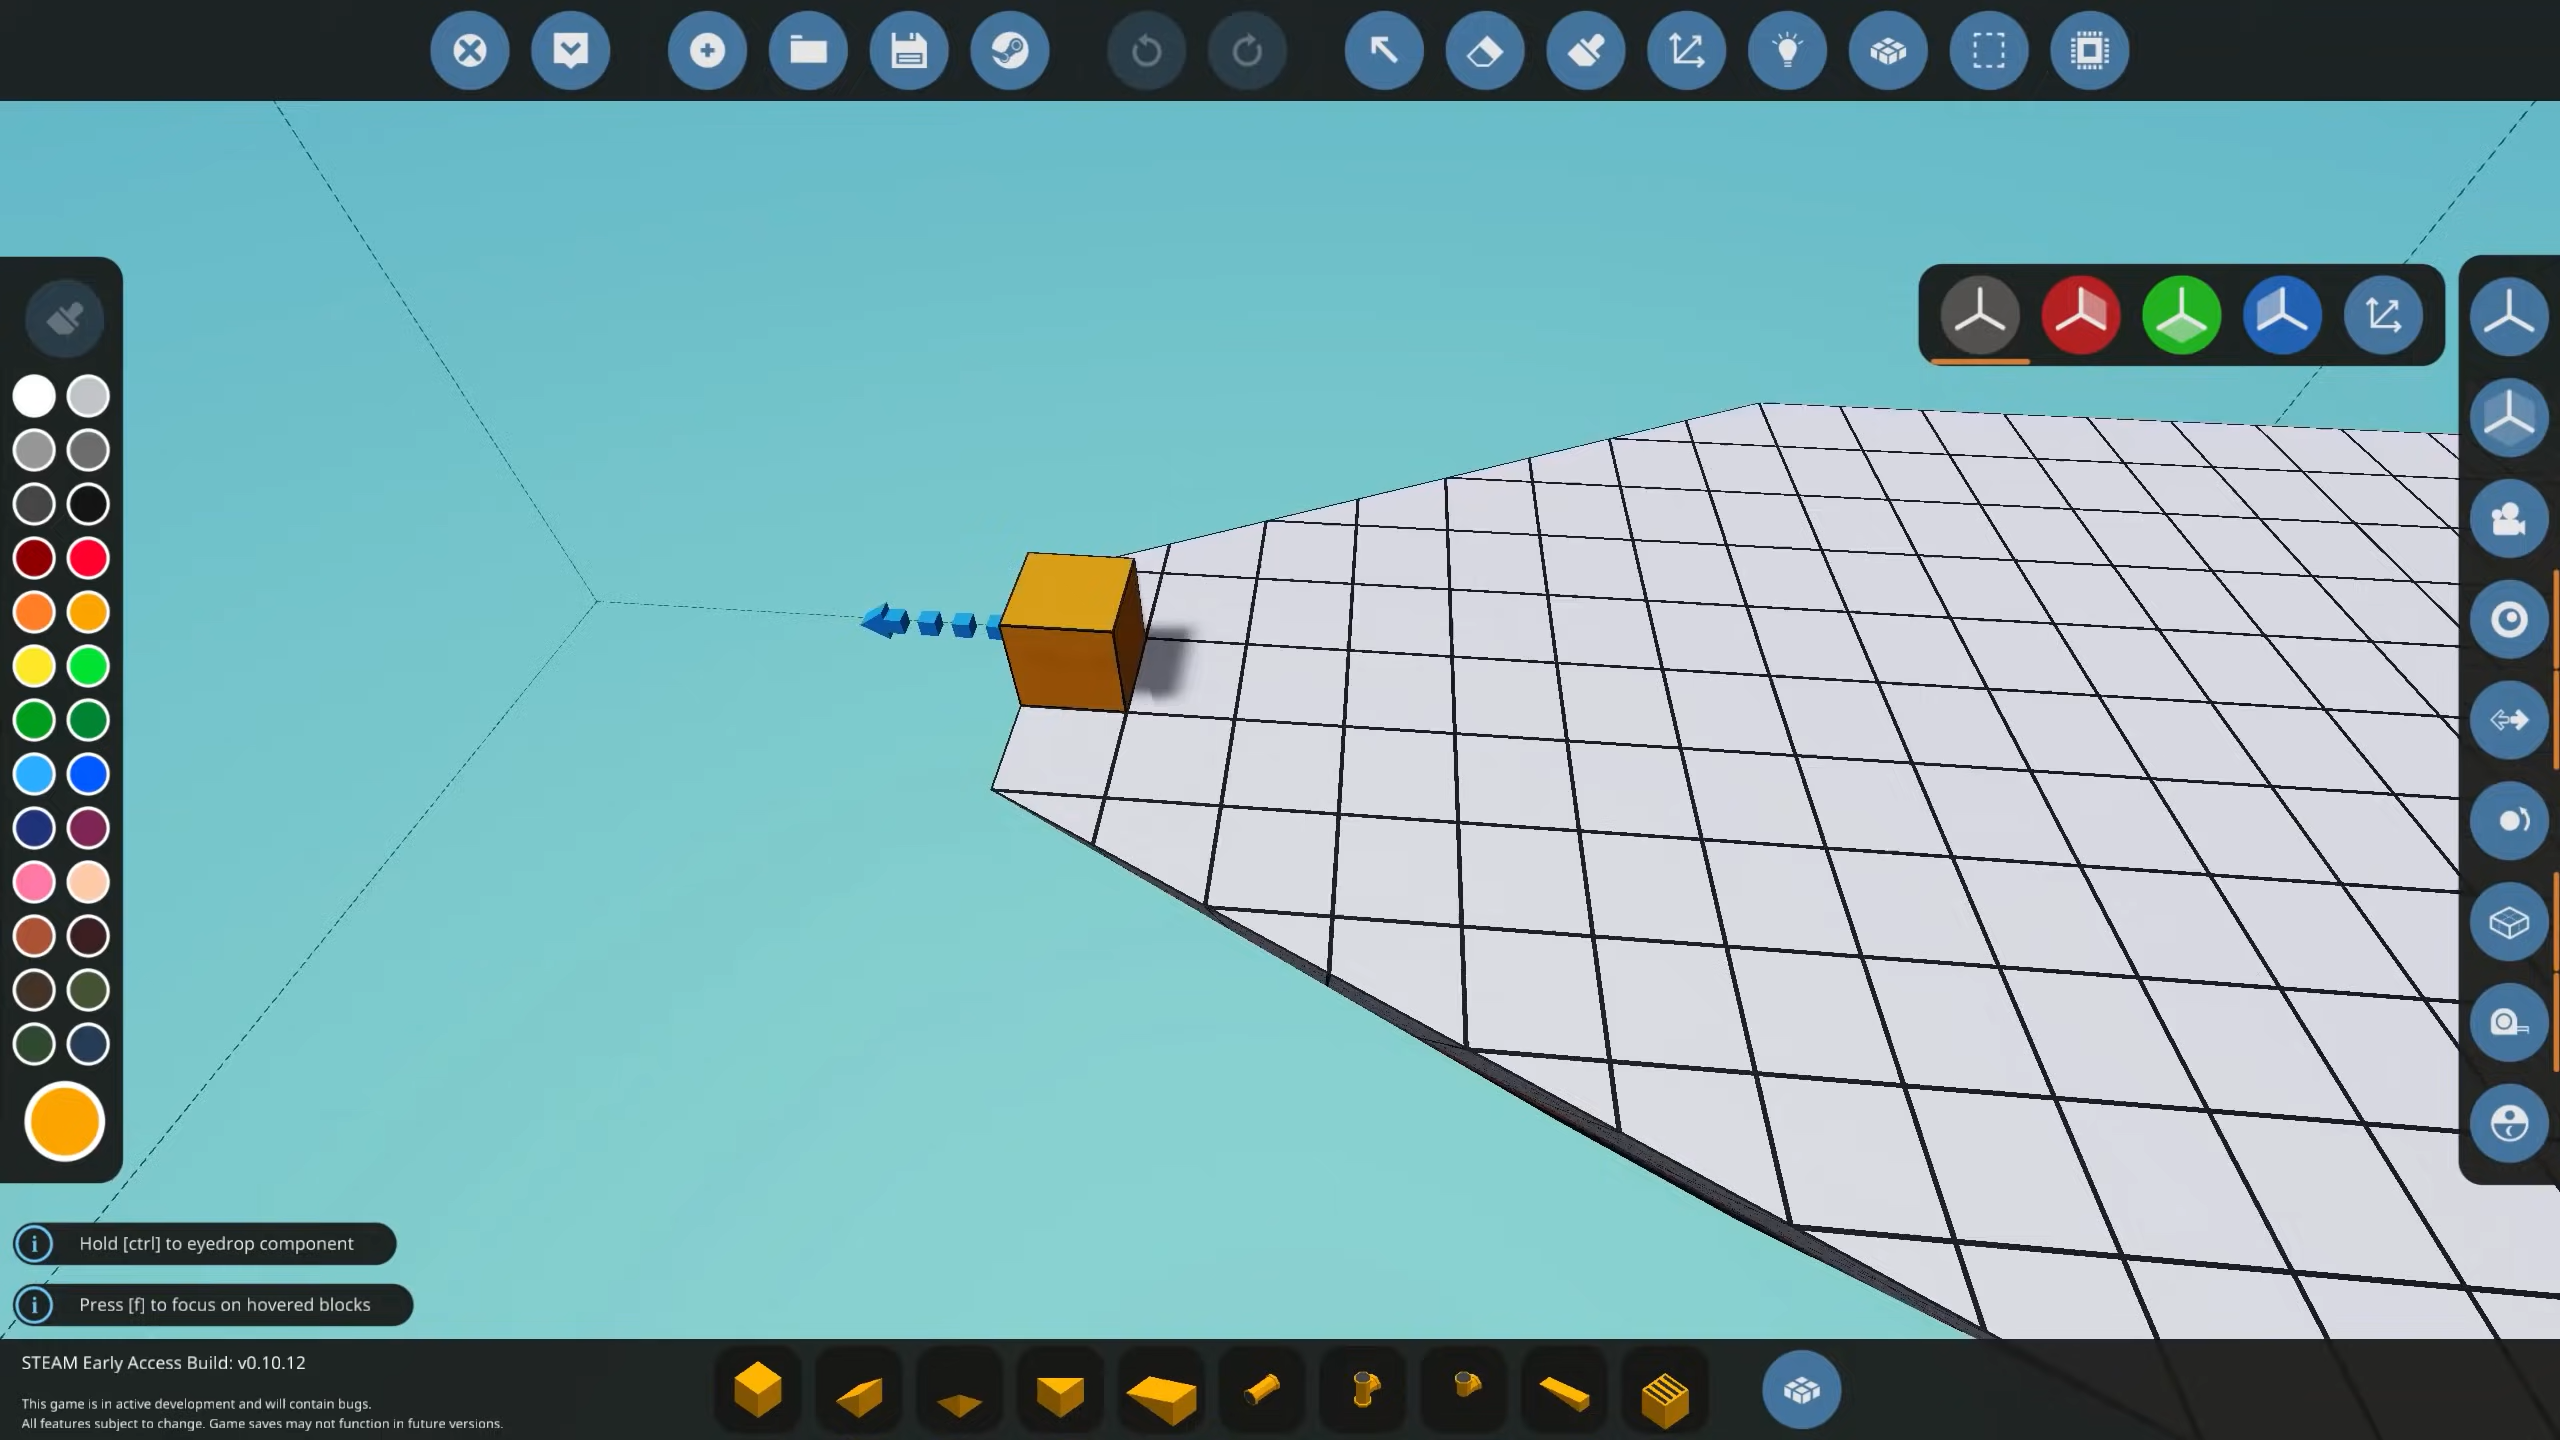 Hold [ctrl] to eyedrop component
Press [f] to focus on hovered blocks
STEAM Early Access Build: v0.10.12
This game is in active development and will contain bugs.
All features subject to change. Game saves may not function in future versions.